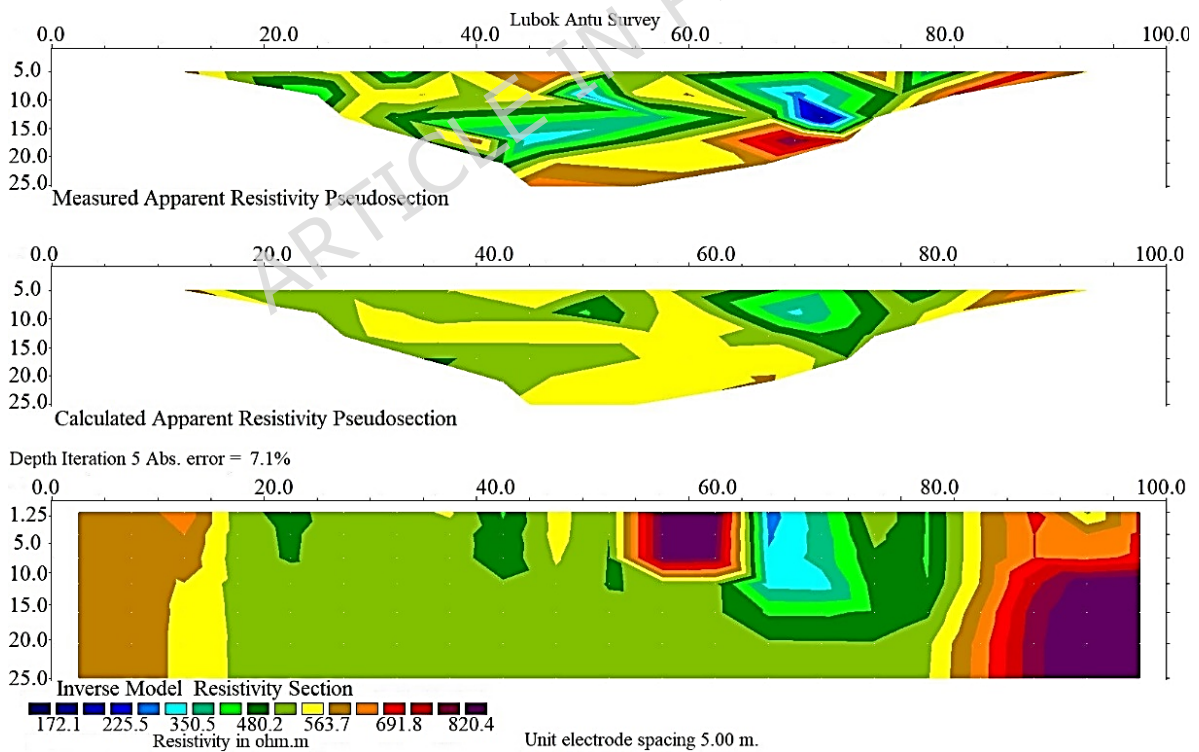 Lubok Antu Survey
0.0 20.0 40.0 60.0 80.0 100.0
5.0
10.0
15.0
20.0
25.0
Measured Apparent Resistivity Pseudosection
ARTICLE IN
0.0 20.0 40.0 60.0 80.0 100.0
5.0
10.0
15.0
20.0
25.0
Calculated Apparent Resistivity Pseudosection
Depth Iteration 5 Abs. error = 7.1%
0.0 20.0 40.0 60.0 80.0 100.0
1.25
5.0
10.0
15.0
20.0
25.0
Inverse Model Resistivity Section
172.1 225.5 350.5 480.2 563.7 691.8 820.4
Resistivity in ohm.m
Unit electrode spacing 5.00 m.